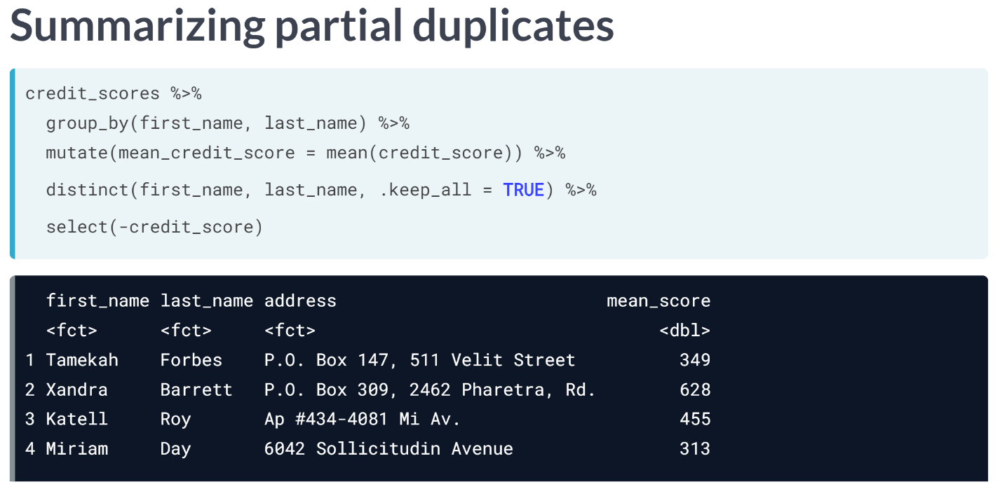 Summarizing partial duplicates
credit_scores %>%
  group_by(first_name, last_name) %>%
  mutate(mean_credit_score = mean(credit_score)) %>%
  distinct(first_name, last_name, .keep_all = TRUE) %>%
  select(-credit_score)
  first_name last_name address                          mean_score
  <fct>      <fct>     <fct>                                 <dbl>
1 Tamekah    Forbes    P.O. Box 147, 511 Velit Street          349
2 Xandra     Barrett   P.O. Box 309, 2462 Pharetra, Rd.        628
3 Katell     Roy       Ap #434-4081 Mi Av.                     455
4 Miriam     Day       6042 Sollicitudin Avenue                313